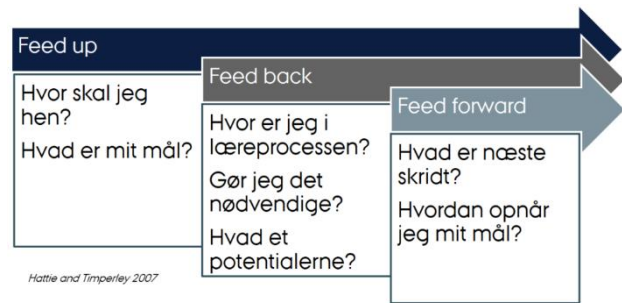 Feed up
Hvor skal jeg
hen?
Hvad er mit mål?
Feed back
Hvor er jeg i
læreprocessen?
Gør jeg det
nødvendige?
Hvad et
potentialerne?
Feed forward
Hvad er næste
skridt?
Hvordan opnår
jeg mit mål?
Hattie and Timperley 2007